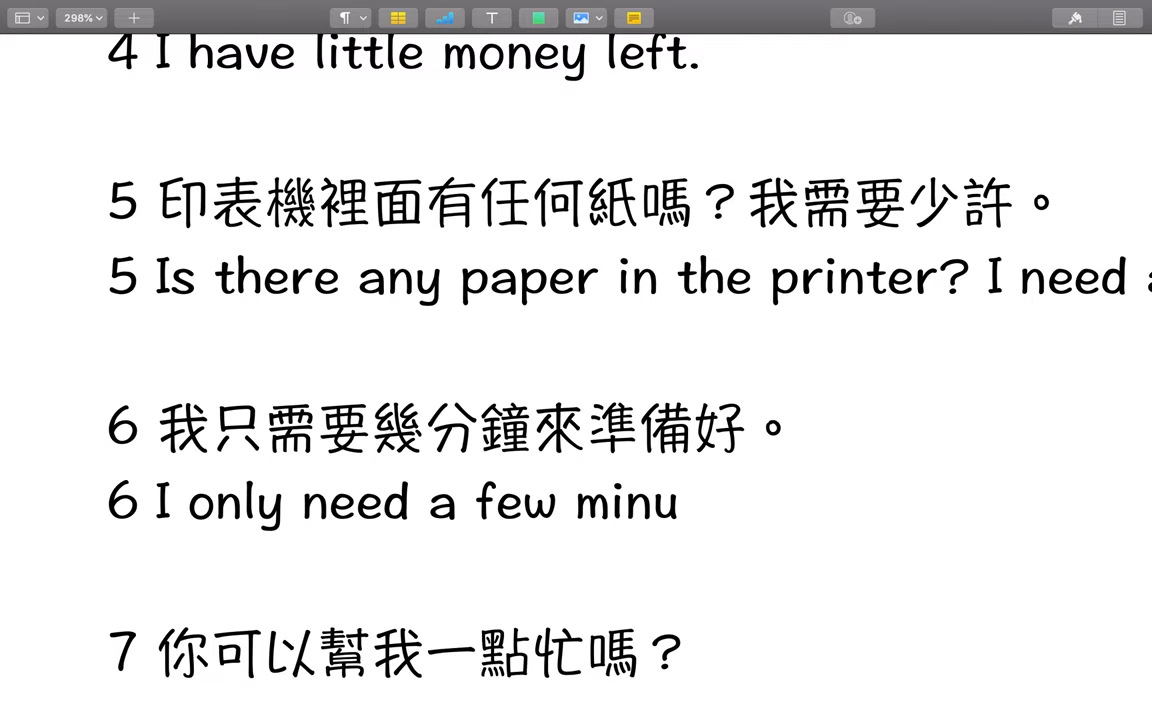 298%
4 I have little money left.
5 印表機裡面有任何紙嗎？我需要少許。
5 Is there any paper in the printer? I need
6 我只需要幾分鐘來準備好。
6 I only need a few minu
7 你可以幫我一點忙嗎？